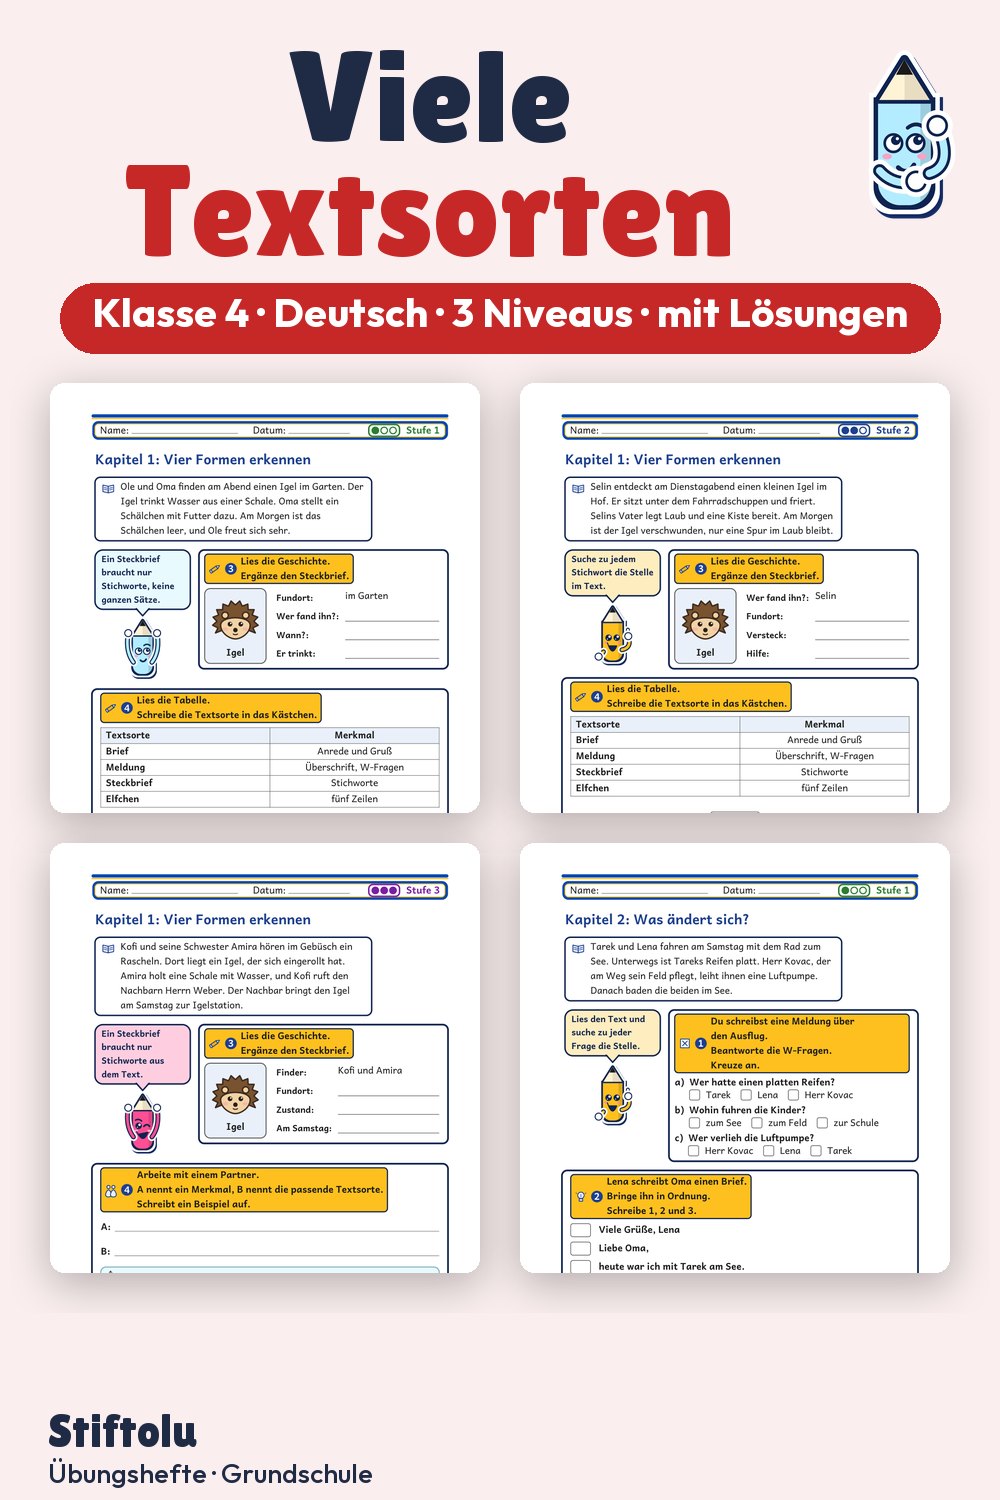 Viele
Textsorten
Klasse 4 · Deutsch · 3 Niveaus · mit Lösungen
Name: Datum: Stufe 1
Kapitel 1: Vier Formen erkennen
Ole und Oma finden am Abend einen Igel im Garten. Der
Igel trinkt Wasser aus einer Schale. Oma stellt ein
Schälchen mit Futter dazu. Am Morgen ist das
Schälchen leer, und Ole freut sich sehr.
Ein Steckbrief
braucht nur
Stichworte, keine
ganzen Sätze.
3 Lies die Geschichte.
Ergänze den Steckbrief.
Igel
Fundort: im Garten
Wer fand ihn?:
Wann?:
Er trinkt:
4 Lies die Tabelle.
Schreibe die Textsorte in das Kästchen.
Textsorte Merkmal
Brief Anrede und Gruß
Meldung Überschrift, W-Fragen
Steckbrief Stichworte
Elfchen fünf Zeilen
Name: Datum: Stufe 2
Kapitel 1: Vier Formen erkennen
Selin entdeckt am Dienstagabend einen kleinen Igel im
Hof. Er sitzt unter dem Fahrradschuppen und friert.
Selins Vater legt Laub und eine Kiste bereit. Am Morgen
ist der Igel verschwunden, nur eine Spur im Laub bleibt.
Suche zu jedem
Stichwort die Stelle
im Text.
3 Lies die Geschichte.
Ergänze den Steckbrief.
Igel
Wer fand ihn?: Selin
Fundort:
Versteck:
Hilfe:
4 Lies die Tabelle.
Schreibe die Textsorte in das Kästchen.
Textsorte Merkmal
Brief Anrede und Gruß
Meldung Überschrift, W-Fragen
Steckbrief Stichworte
Elfchen fünf Zeilen
Name: Datum: Stufe 3
Kapitel 1: Vier Formen erkennen
Kofi und seine Schwester Amira hören im Gebüsch ein
Rascheln. Dort liegt ein Igel, der sich eingerollt hat.
Amira holt eine Schale mit Wasser, und Kofi ruft den
Nachbarn Herrn Weber. Der Nachbar bringt den Igel
am Samstag zur Igelstation.
Ein Steckbrief
braucht nur
Stichworte aus
dem Text.
3 Lies die Geschichte.
Ergänze den Steckbrief.
Igel
Finder: Kofi und Amira
Fundort:
Zustand:
Am Samstag:
4 Arbeite mit einem Partner.
A nennt ein Merkmal, B nennt die passende Textsorte.
Schreibt ein Beispiel auf.
A:
B:
Name: Datum: Stufe 1
Kapitel 2: Was ändert sich?
Tarek und Lena fahren am Samstag mit dem Rad zum
See. Unterwegs ist Tareks Reifen platt. Herr Kovac, der
am Weg sein Feld pflegt, leiht ihnen eine Luftpumpe.
Danach baden die beiden im See.
Lies den Text und
suche zu jeder
Frage die Stelle.
1 Du schreibst eine Meldung über
den Ausflug.
Beantworte die W-Fragen.
Kreuze an.
a) Wer hatte einen platten Reifen?
Tarek Lena Herr Kovac
b) Wohin fuhren die Kinder?
zum See zum Feld zur Schule
c) Wer verlieh die Luftpumpe?
Herr Kovac Lena Tarek
2 Lena schreibt Oma einen Brief.
Bringe ihn in Ordnung.
Schreibe 1, 2 und 3.
Viele Grüße, Lena
Liebe Oma,
heute war ich mit Tarek am See.
Stiftolu
Übungshefte · Grundschule